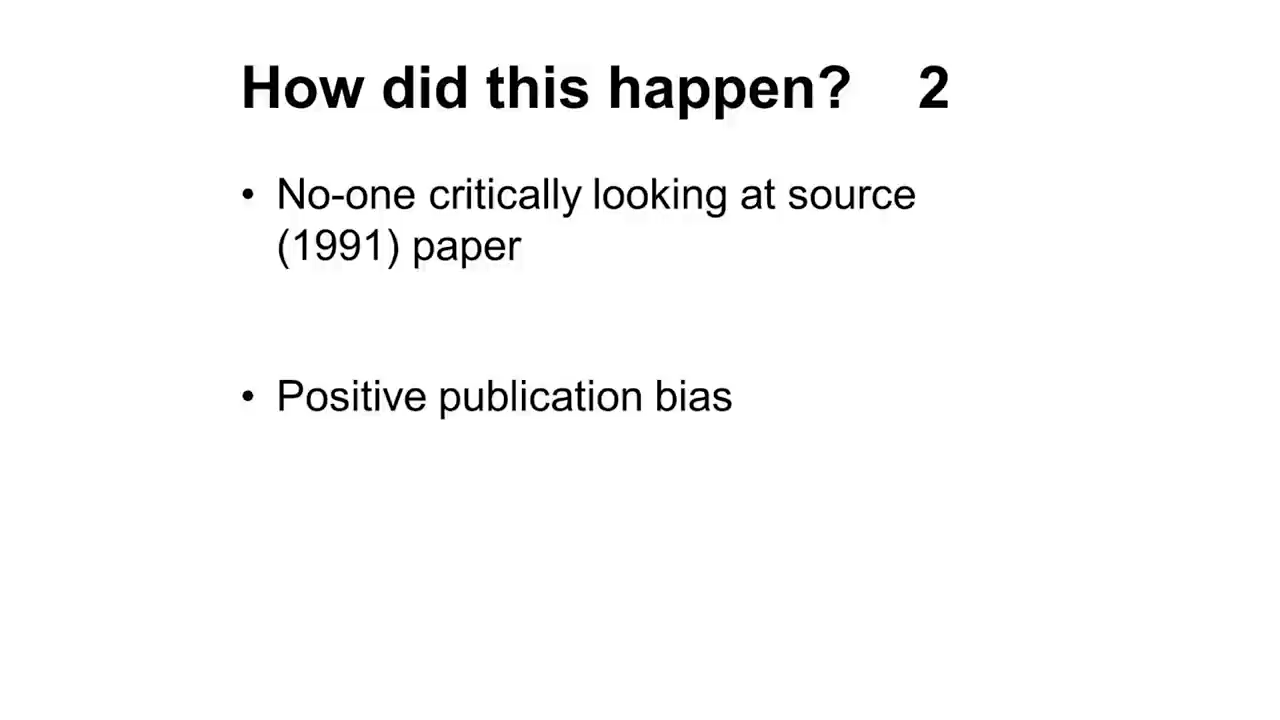 How did this happen? 2
• No-one critically looking at source
(1991) paper
• Positive publication bias